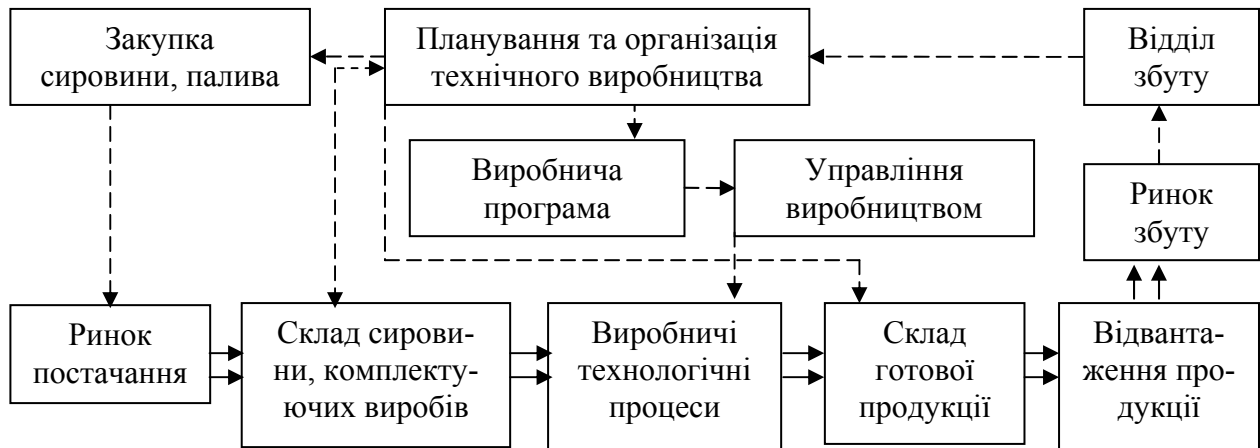 Закупка
сировини, палива
Планування та організація
технічного виробництва
Відділ
збуту
Виробнича
програма
Управління
виробництвом
Ринок
збуту
Ринок
постачання
Склад сирови-
ни, комплекту-
ючих виробів
Виробничі
технологічні
процеси
Склад
готової
продукції
Відванта-
ження про-
дукції